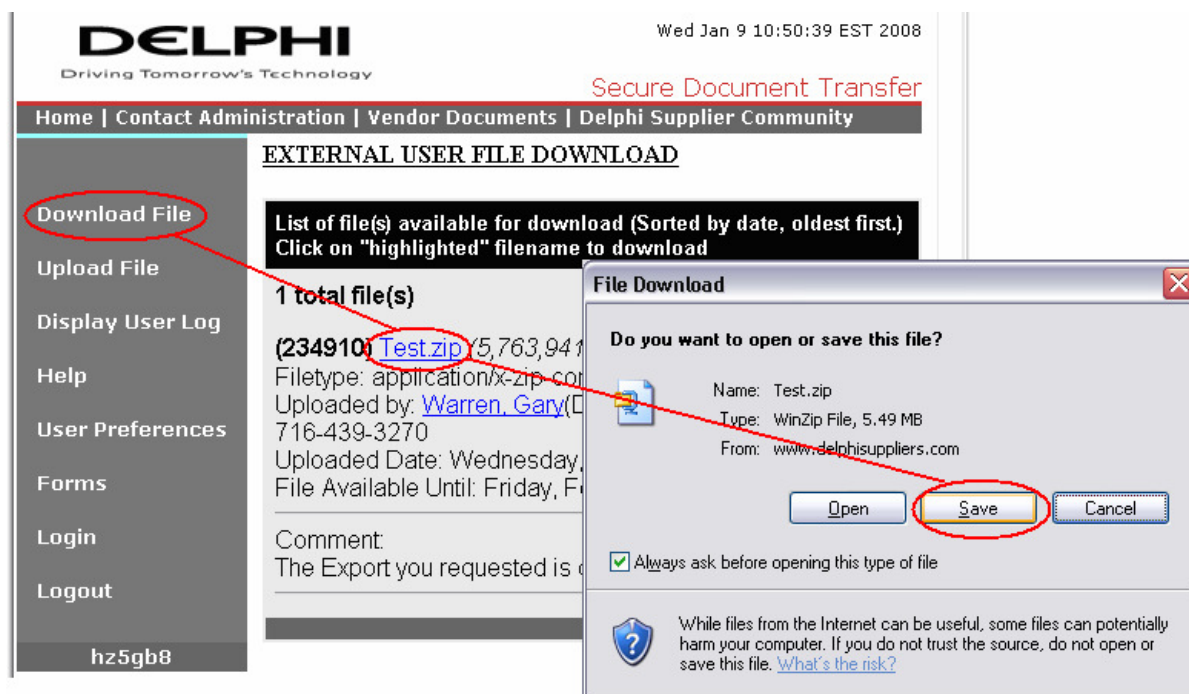 DELPHI
Driving Tomorrow's Technology
Wed Jan 9 10:50:39 EST 2008
Secure Document Transfer
Home | Contact Administration | Vendor Documents | Delphi Supplier Community
Download File
Upload File
Display User Log
Help
User Preferences
Forms
Login
Logout
hz5gb8
EXTERNAL USER FILE DOWNLOAD
List of file(s) available for download (Sorted by date, oldest first.)
Click on "highlighted" filename to download
1 total file(s)
(234910) Test.zip (5,763,941
Filetype: application/x-zip-co
Uploaded by: Warren, Gary(D
716-439-3270
Uploaded Date: Wednesday,
File Available Until: Friday, F
Comment:
The Export you requested is
File Download
Do you want to open or save this file?
Name: Test.zip
Type: WinZip File, 5.49 MB
From: www.delphisuppliers.com
Open Save Cancel
Always ask before opening this type of file
While files from the Internet can be useful, some files can potentially
harm your computer. If you do not trust the source, do not open or
save this file. What's the risk?